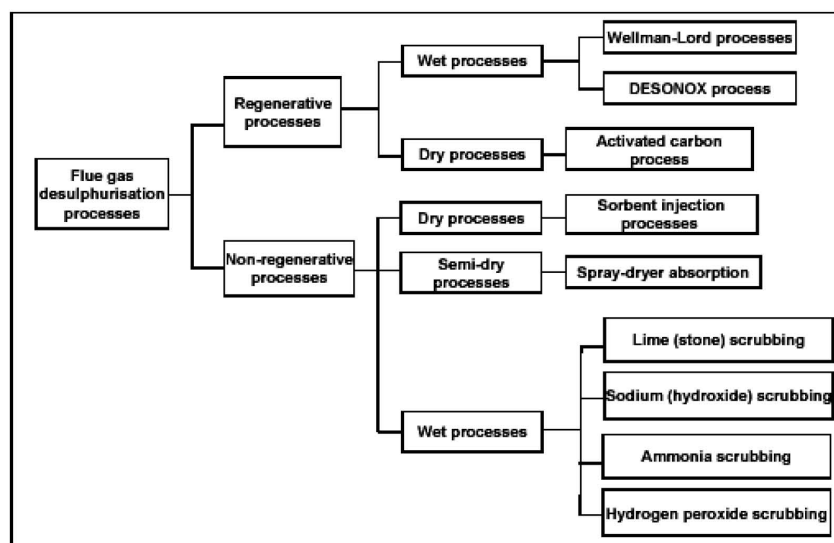 Flue gas
desulphurisation
processes
Regenerative
processes
Wet processes
Wellman-Lord processes
DESONOX process
Dry processes
Activated carbon
process
Non-regenerative
processes
Dry processes
Sorbent injection
processes
Semi-dry
processes
Spray-dryer absorption
Wet processes
Lime (stone) scrubbing
Sodium (hydroxide) scrubbing
Ammonia scrubbing
Hydrogen peroxide scrubbing